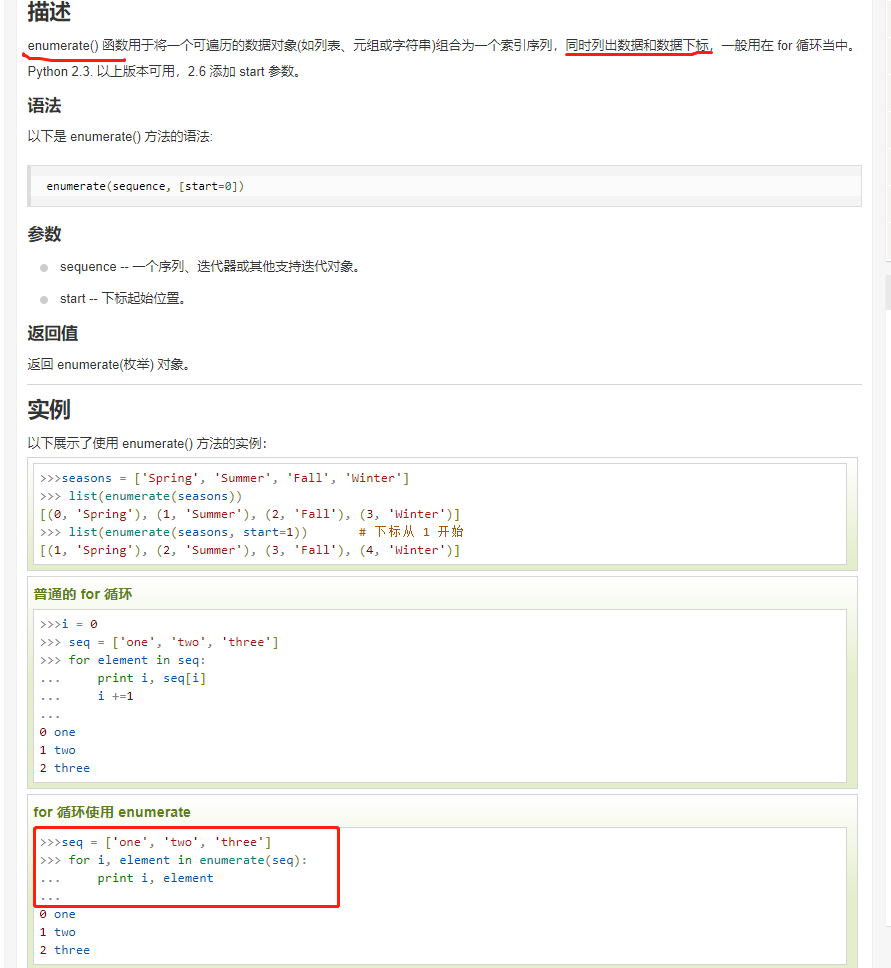 描述
enumerate() 函数用于将一个可遍历的数据对象(如列表、元组或字符串)组合为一个索引序列，同时列出数据和数据下标，一般用在 for 循环当中。
Python 2.3. 以上版本可用，2.6 添加 start 参数。
语法
以下是 enumerate() 方法的语法:
enumerate(sequence, [start=0])
参数
sequence -- 一个序列、迭代器或其他支持迭代对象。
start -- 下标起始位置。
返回值
返回 enumerate(枚举) 对象。
实例
以下展示了使用 enumerate() 方法的实例：
>>>seasons = ['Spring', 'Summer', 'Fall', 'Winter']
>>> list(enumerate(seasons))
[(0, 'Spring'), (1, 'Summer'), (2, 'Fall'), (3, 'Winter')]
>>> list(enumerate(seasons, start=1))       # 下标从 1 开始
[(1, 'Spring'), (2, 'Summer'), (3, 'Fall'), (4, 'Winter')]
普通的 for 循环
>>>i = 0
>>> seq = ['one', 'two', 'three']
>>> for element in seq:
...     print i, seq[i]
...     i +=1
...
0 one
1 two
2 three
for 循环使用 enumerate
>>>seq = ['one', 'two', 'three']
>>> for i, element in enumerate(seq):
...     print i, element
...
0 one
1 two
2 three